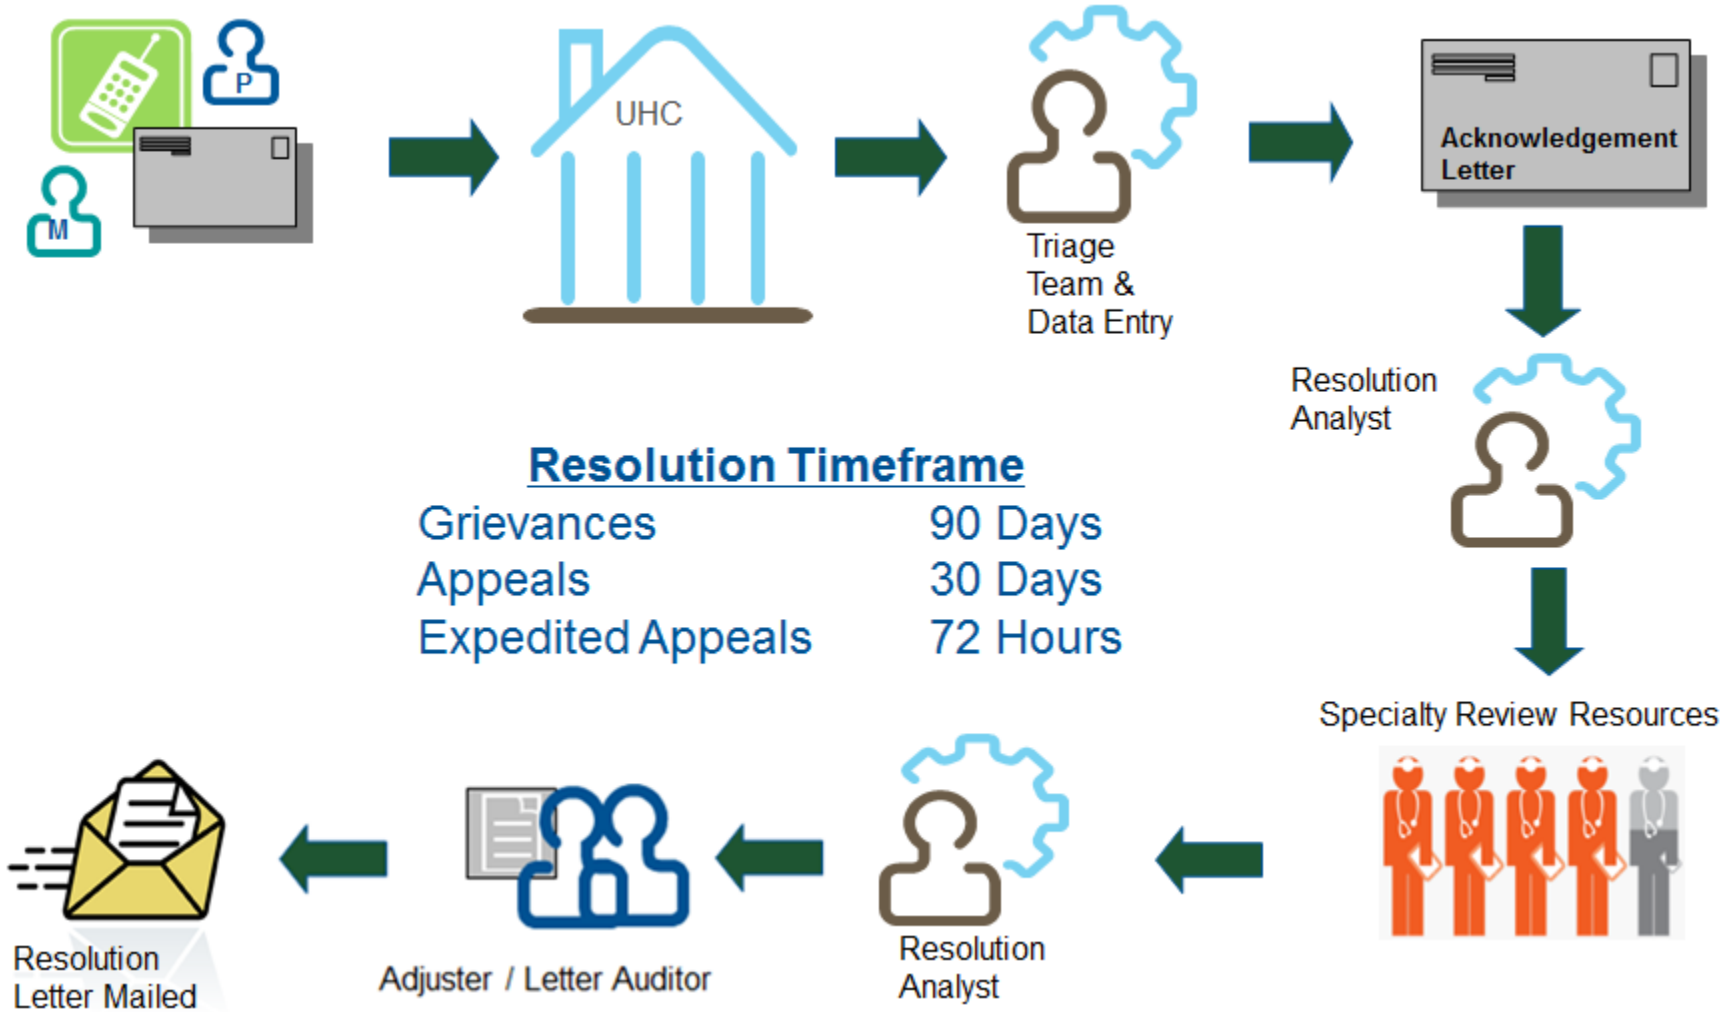 P
M
UHC
Triage
Team &
Data Entry
Acknowledgement
Letter
Resolution
Analyst
Resolution Timeframe
Grievances 90 Days
Appeals 30 Days
Expedited Appeals 72 Hours
Specialty Review Resources
Resolution
Analyst
Adjuster / Letter Auditor
Resolution
Letter Mailed